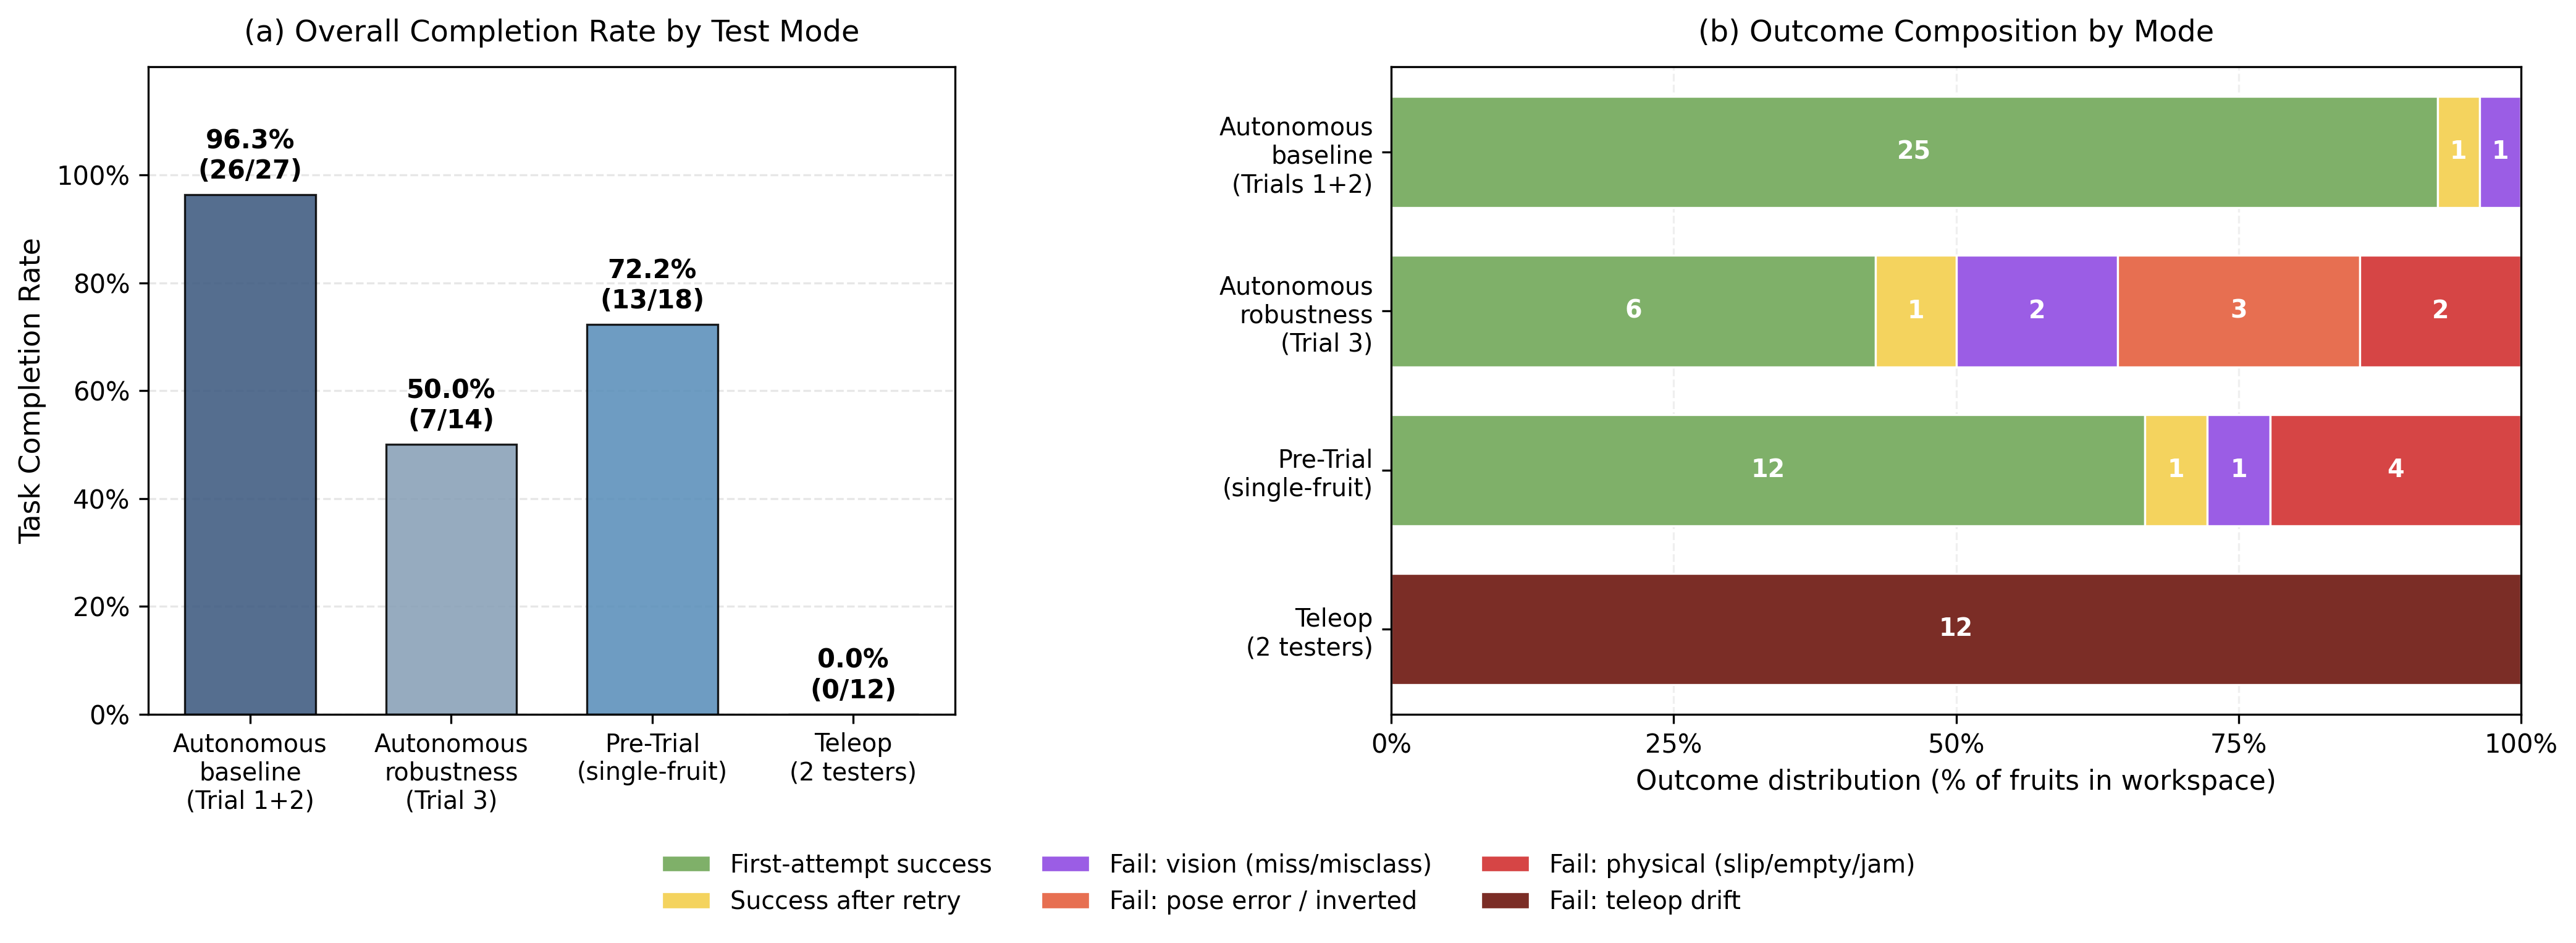 (a) Overall Completion Rate by Test Mode
Task Completion Rate
100%
80%
60%
40%
20%
0%
96.3%
(26/27)
50.0%
(7/14)
72.2%
(13/18)
0.0%
(0/12)
Autonomous
baseline
(Trial 1+2)
Autonomous
robustness
(Trial 3)
Pre-Trial
(single-fruit)
Teleop
(2 testers)
(b) Outcome Composition by Mode
Autonomous
baseline
(Trials 1+2)
25 1 1
Autonomous
robustness
(Trial 3)
6 1 2 3 2
Pre-Trial
(single-fruit)
12 1 1 4
Teleop
(2 testers)
12
0% 25% 50% 75% 100%
Outcome distribution (% of fruits in workspace)
First-attempt success
Success after retry
Fail: vision (miss/misclass)
Fail: pose error / inverted
Fail: physical (slip/empty/jam)
Fail: teleop drift